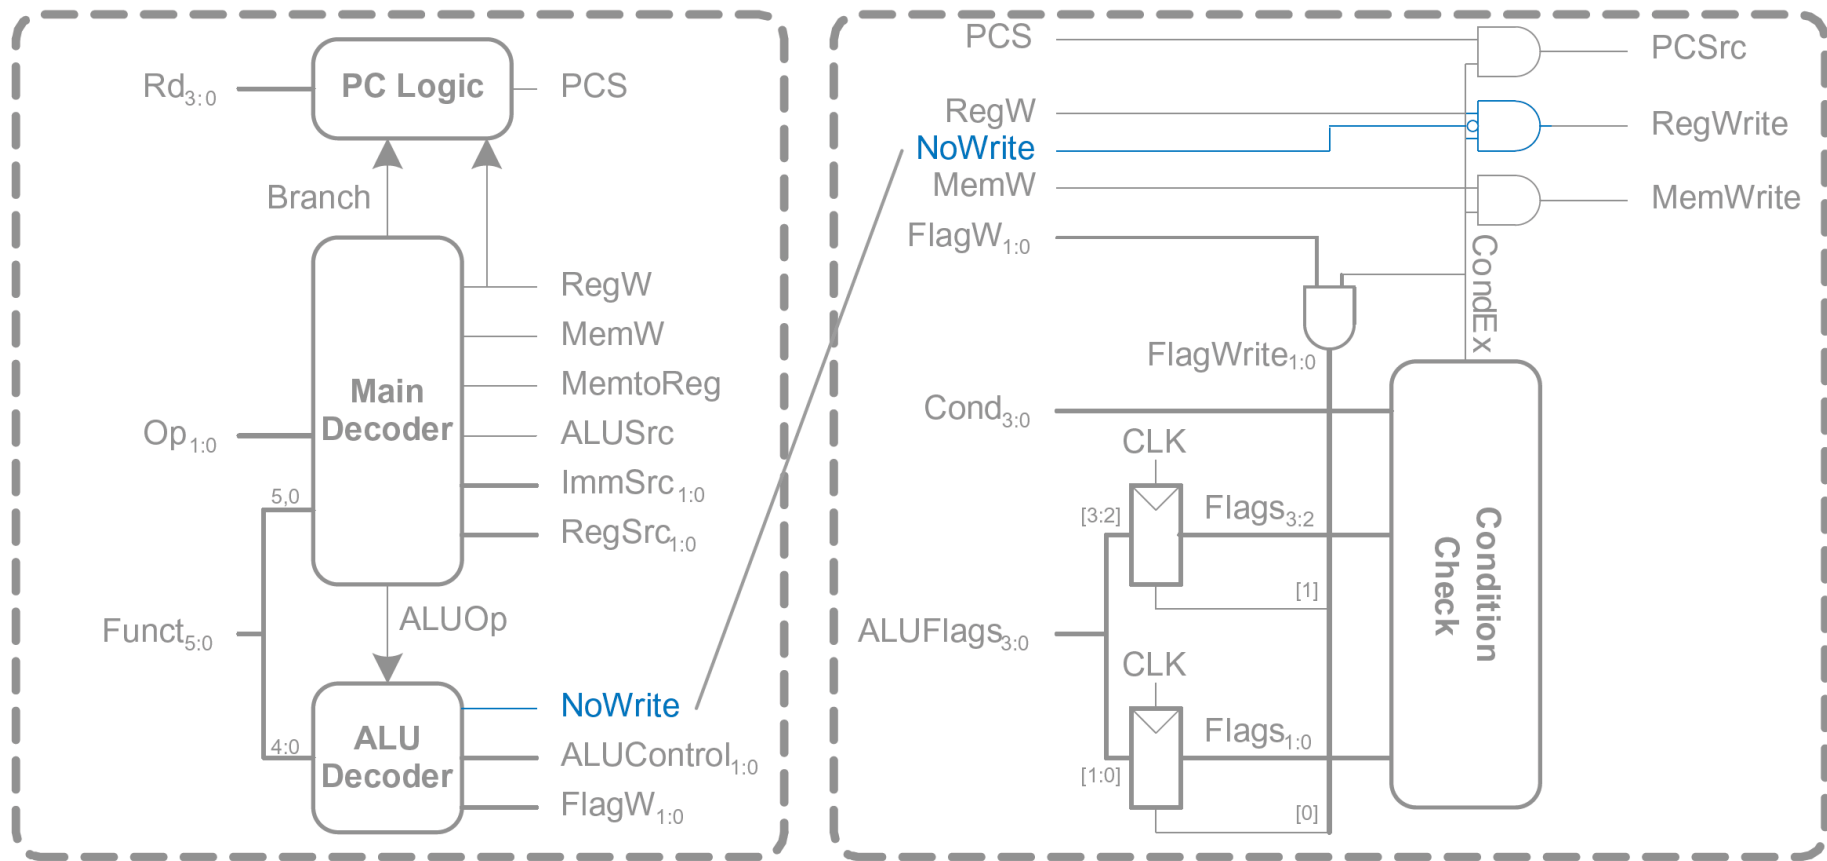 PC Logic
Rd3:0
PCS
Branch
RegW
MemW
MemtoReg
ALUSrc
ImmSrc1:0
RegSrc1:0
Main
Decoder
Op1:0
5,0
Funct5:0
ALUOp
4:0
ALU
Decoder
NoWrite
ALUControl1:0
FlagW1:0
PCS
PCSrc
RegW
RegWrite
NoWrite
MemW
MemWrite
FlagW1:0
CondEx
FlagWrite1:0
Cond3:0
CLK
[3:2]
Flags3:2
[1]
Condition
Check
ALUFlags3:0
CLK
Flags1:0
[1:0]
[0]